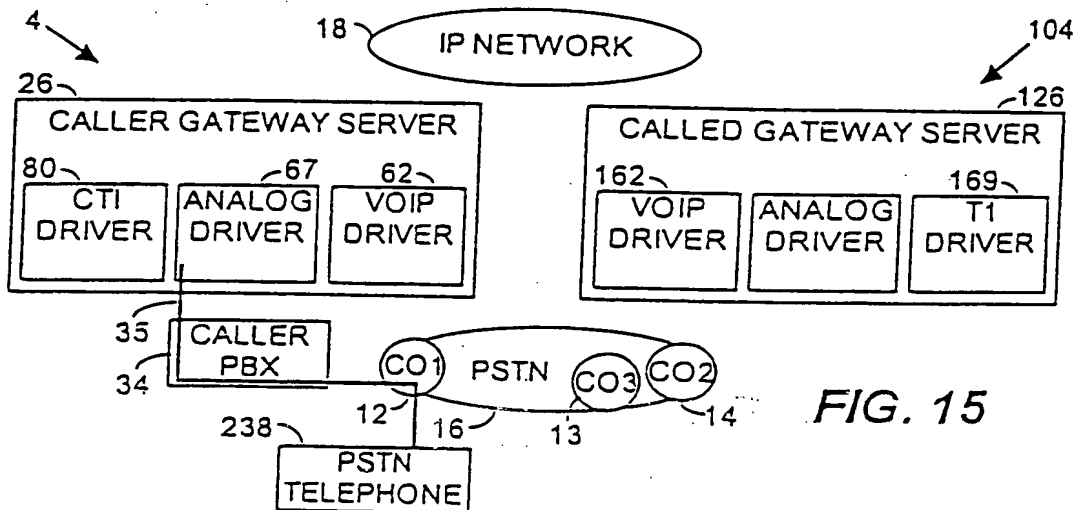 4
18
IP NETWORK
104
26
126
CALLER GATEWAY SERVER
CALLED GATEWAY SERVER
80
67
62
162
169
CTI
DRIVER
ANALOG
DRIVER
VOIP
DRIVER
VOIP
DRIVER
ANALOG
DRIVER
T1
DRIVER
35
CALLER
PBX
34
CO1
PSTN
CO3
CO2
12
16
13
14
FIG. 15
238
PSTN
TELEPHONE